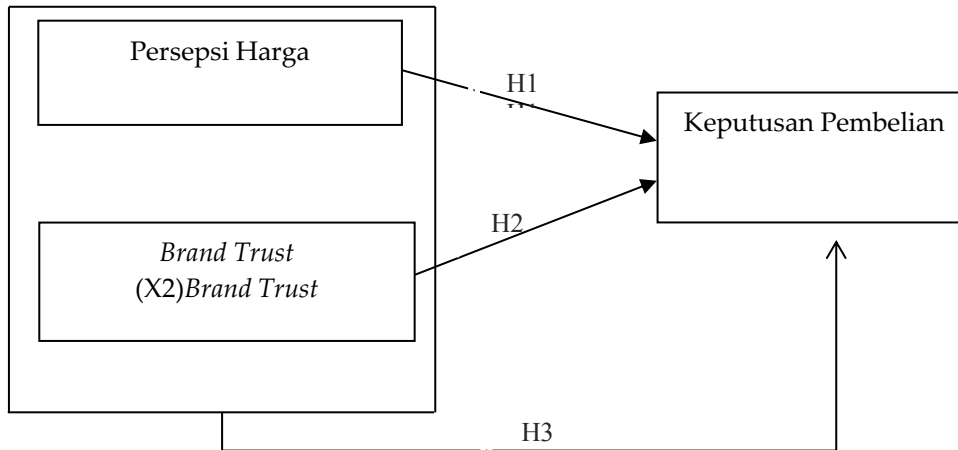 Persepsi Harga
H1
Keputusan Pembelian
H2
Brand Trust
(X2)Brand Trust
H3